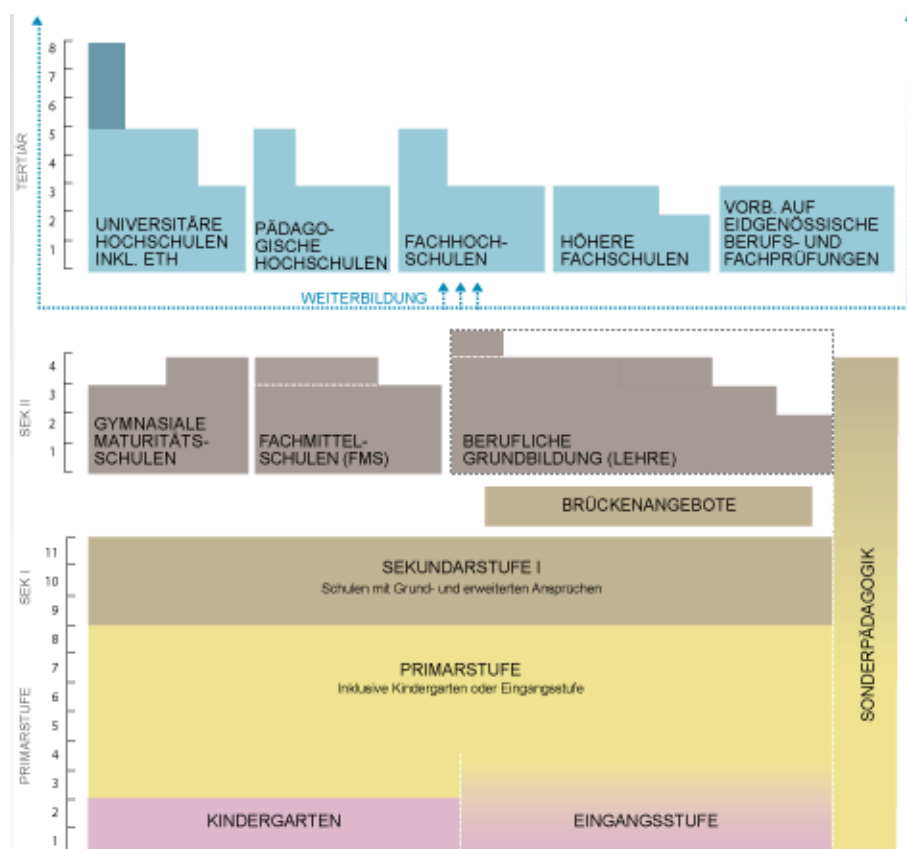 TERTIÄR
8
7
6
5
4
3
2
1
UNIVERSITÄRE
HOCHSCHULEN
INKL. ETH
PÄDAGO-
GISCHE
HOCHSCHULEN
FACHHOCH-
SCHULEN
HÖHERE
FACHSCHULEN
VORB. AUF
EIDGENÖSSISCHE
BERUFS- UND
FACHPRÜFUNGEN
WEITERBILDUNG
SEK II
4
3
2
1
GYMNASIALE
MATURITÄTS-
SCHULEN
FACHMITTEL-
SCHULEN (FMS)
BERUFLICHE
GRUNDBILDUNG (LEHRE)
BRÜCKENANGEBOTE
SEK I
11
10
9
SEKUNDARSTUFE I
Schulen mit Grund- und erweiterten Ansprüchen
PRIMARSTUFE
8
7
6
5
4
3
2
1
PRIMARSTUFE
Inklusive Kindergarten oder Eingangsstufe
KINDERGARTEN
EINGANGSSTUFE
SONDERPÄDAGOGIK